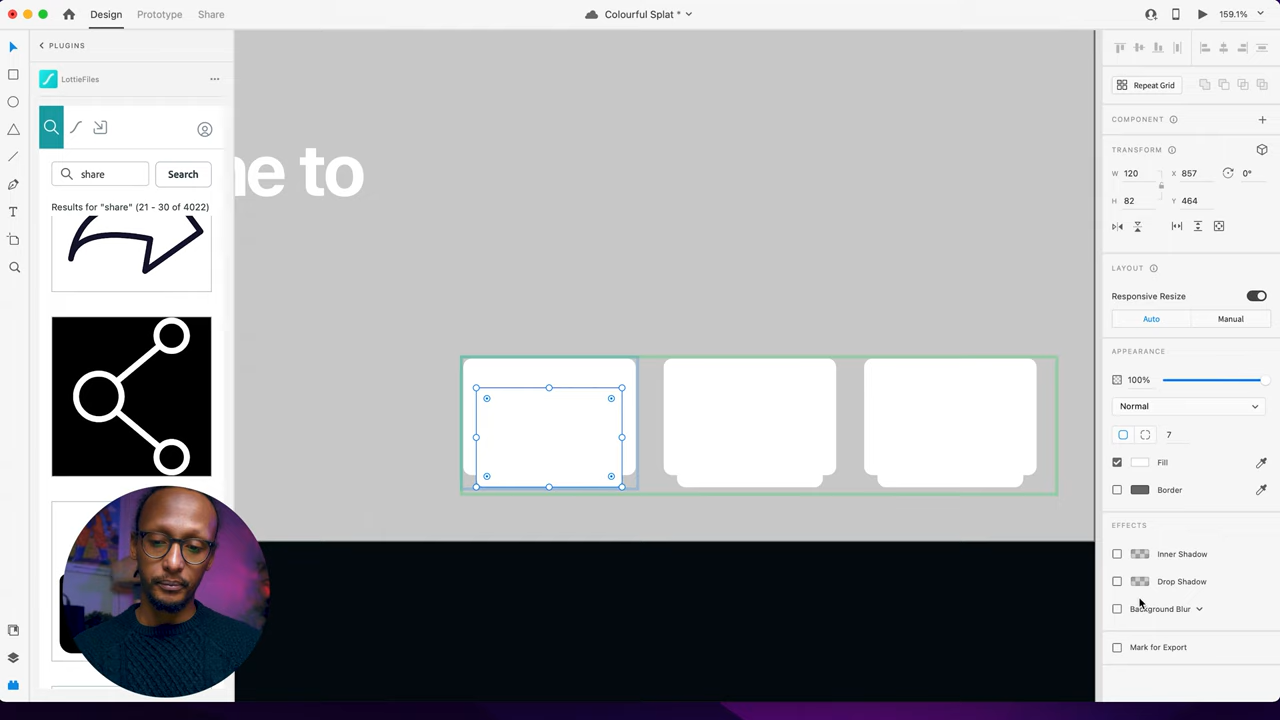 Design
Prototype
Share
Colourful Splat *
159.1%
PLUGINS
LottieFiles
share
Search
Results for "share" (21 - 30 of 4022)
ne to
Repeat Grid
COMPONENT
TRANSFORM
W 120
X 857
0°
H 82
Y 464
LAYOUT
Responsive Resize
Auto
Manual
APPEARANCE
100%
Normal
7
Fill
Border
EFFECTS
Inner Shadow
Drop Shadow
Background Blur
Mark for Export